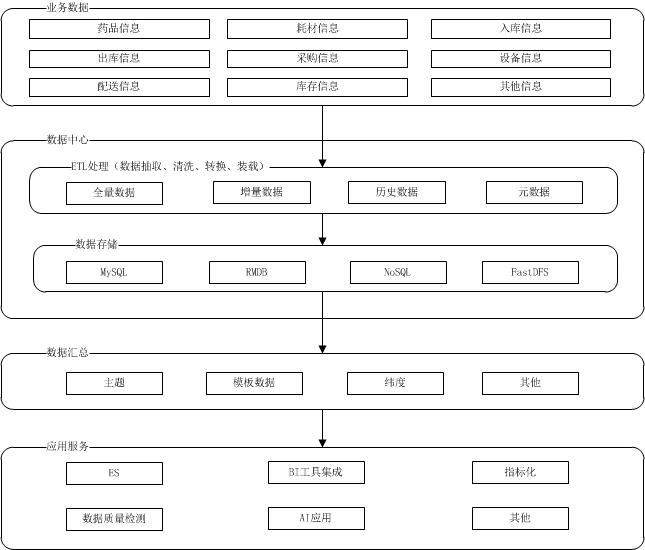 业务数据
药品信息
耗材信息
入库信息
出库信息
采购信息
设备信息
配送信息
库存信息
其他信息
数据中心
ETL处理（数据抽取、清洗、转换、装载）
全量数据
增量数据
历史数据
元数据
数据存储
MySQL
RMDB
NoSQL
FastDFS
数据汇总
主题
模板数据
纬度
其他
应用服务
ES
BI工具集成
指标化
数据质量检测
AI应用
其他